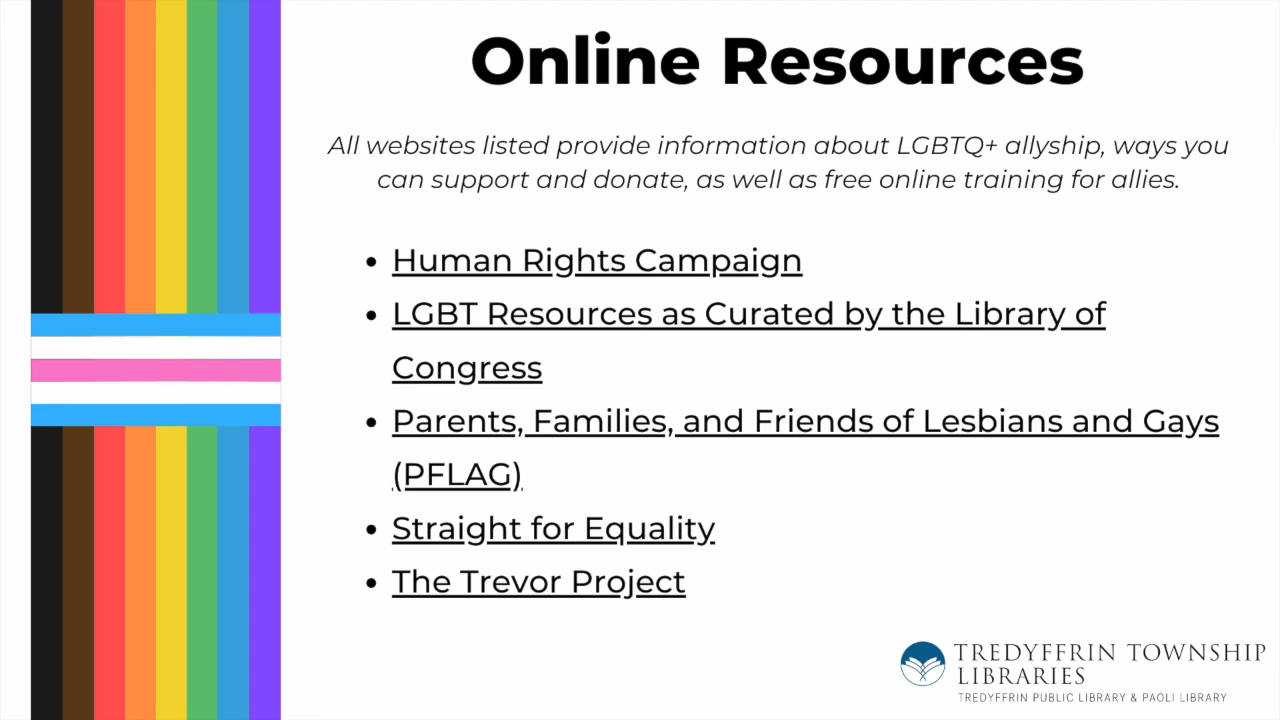 Online Resources
All websites listed provide information about LGBTQ+ allyship, ways you
can support and donate, as well as free online training for allies.
• Human Rights Campaign
• LGBT Resources as Curated by the Library of
Congress
• Parents, Families, and Friends of Lesbians and Gays
(PFLAG)
• Straight for Equality
• The Trevor Project
TREDYFFRIN TOWNSHIP
LIBRARIES
TREDYFFRIN PUBLIC LIBRARY & PAOLI LIBRARY